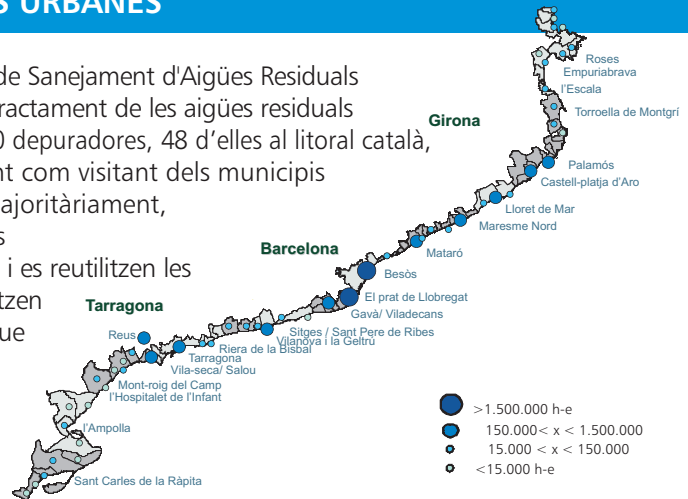 S URBANES
de Sanejament d'Aigües Residuals
ractament de les aigües residuals
0 depuradores, 48 d'elles al litoral català,
nt com visitant dels municipis
ajoritàriament,
s
i es reutilitzen les
tzen
ue
Girona
Barcelona
Tarragona
Roses
Empuriabrava
l'Escala
Torroella de Montgrí
Palamós
Castell-platja d'Aro
Lloret de Mar
Maresme Nord
Mataró
Besòs
El prat de Llobregat
Gavà/ Viladecans
Sitges / Sant Pere de Ribes
Vilanova i la Geltrú
Riera de la Bisbal
Tarragona
Reus
Vila-seca/ Salou
Mont-roig del Camp
l'Hospitalet de l'Infant
l'Ampolla
Sant Carles de la Ràpita
>1.500.000 h-e
150.000< x < 1.500.000
15.000 < x < 150.000
<15.000 h-e